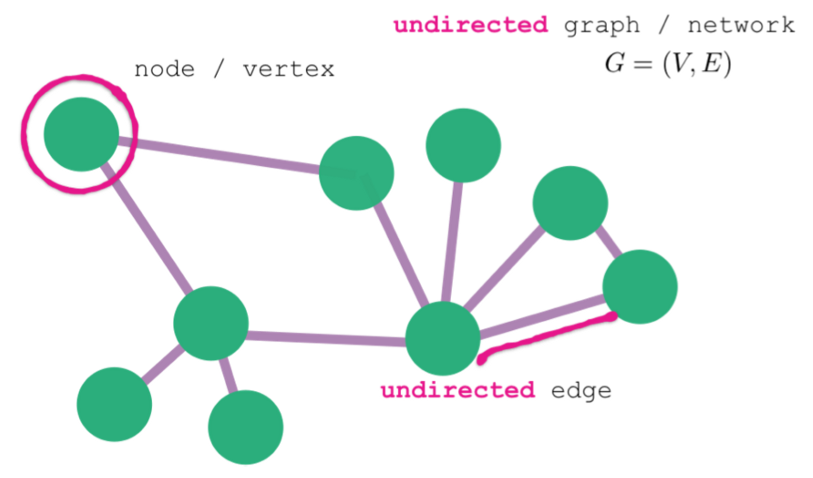 undirected graph / network
G = (V, E)
node / vertex
undirected edge